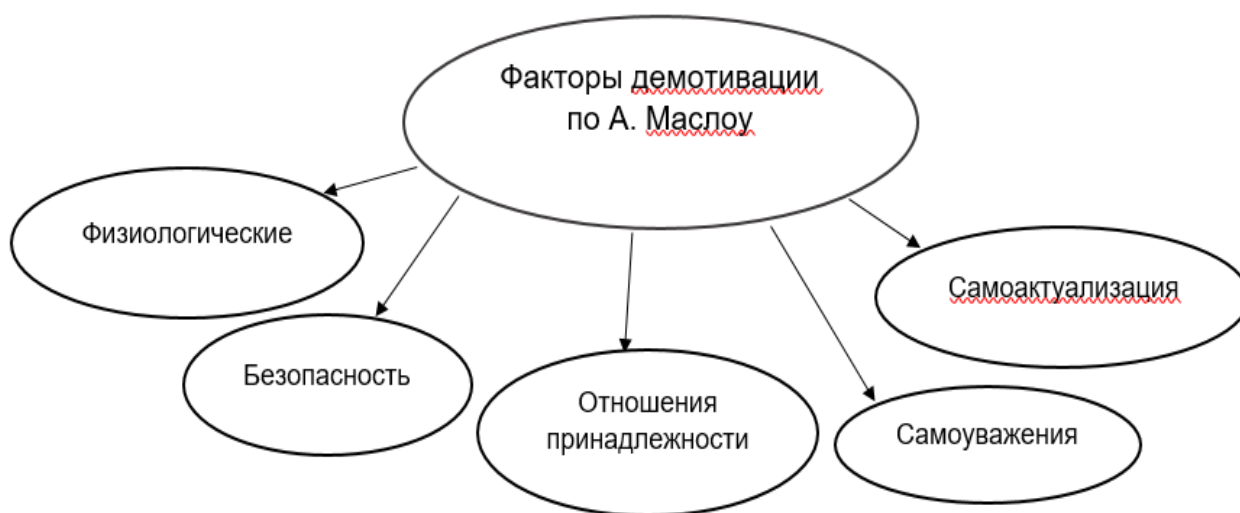 Факторы демотивации
по А. Маслоу
Физиологические
Безопасность
Отношения
принадлежности
Самоуважения
Самоактуализация